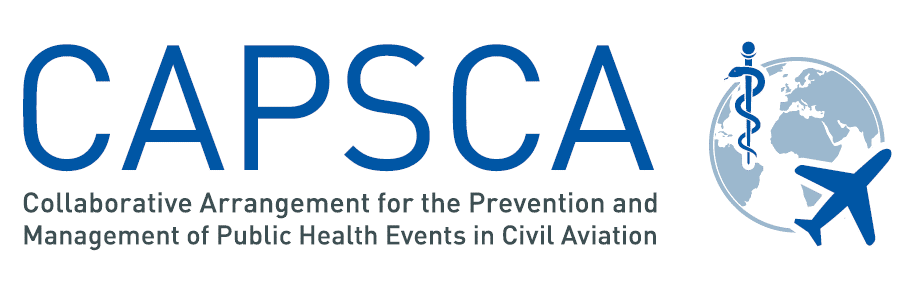 CAPSCA
Collaborative Arrangement for the Prevention and
Management of Public Health Events in Civil Aviation